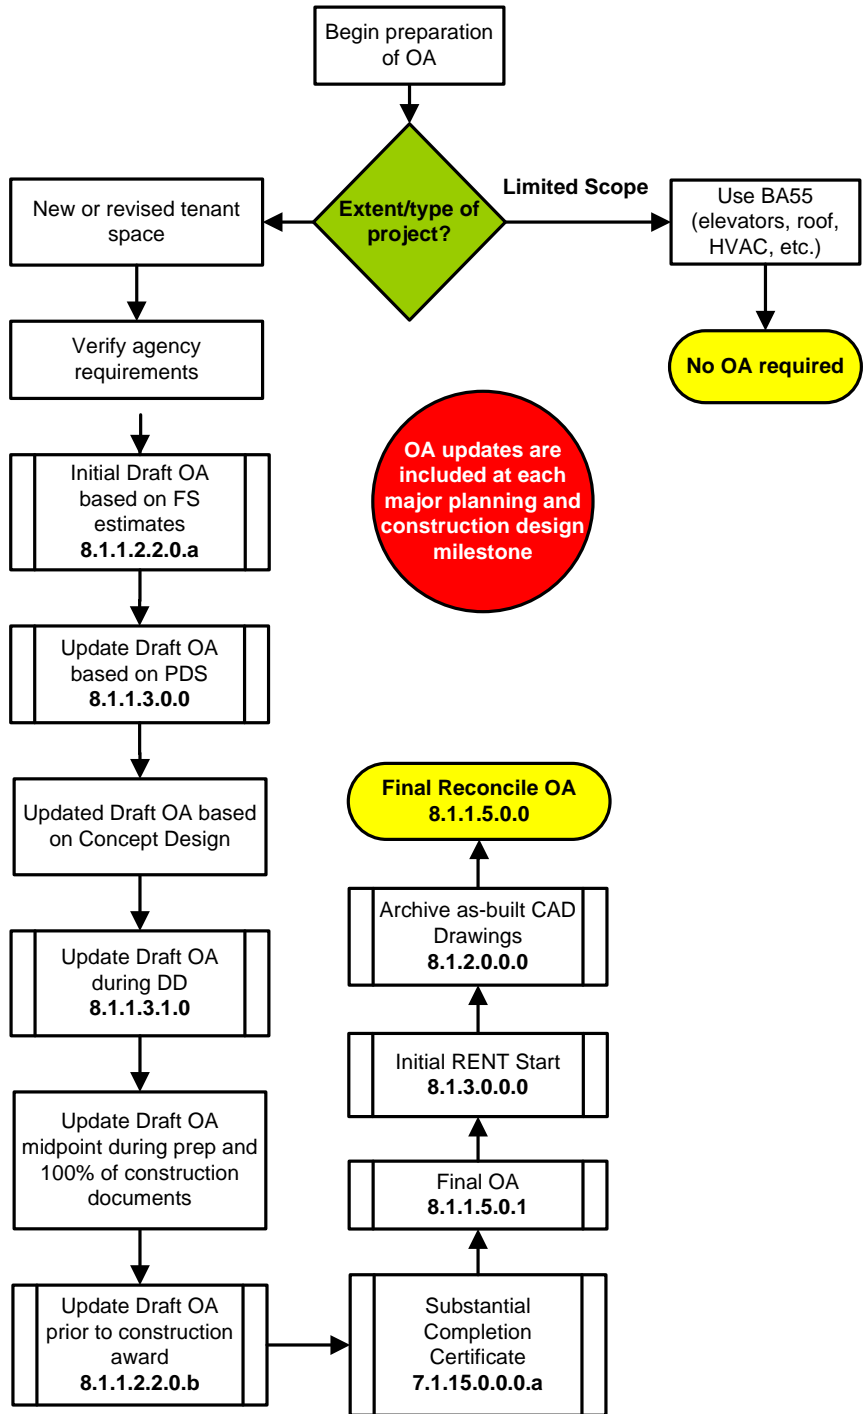 Begin preparation
of OA
Extent/type of
project?
Limited Scope
Use BA55
(elevators, roof,
HVAC, etc.)
No OA required
New or revised tenant
space
Verify agency
requirements
OA updates are
included at each
major planning and
construction design
milestone
Initial Draft OA
based on FS
estimates
8.1.1.2.2.0.a
Update Draft OA
based on PDS
8.1.1.3.0.0
Updated Draft OA based
on Concept Design
Update Draft OA
during DD
8.1.1.3.1.0
Update Draft OA
midpoint during prep and
100% of construction
documents
Update Draft OA
prior to construction
award
8.1.1.2.2.0.b
Substantial
Completion
Certificate
7.1.15.0.0.0.a
Final OA
8.1.1.5.0.1
Initial RENT Start
8.1.3.0.0.0
Archive as-built CAD
Drawings
8.1.2.0.0.0
Final Reconcile OA
8.1.1.5.0.0